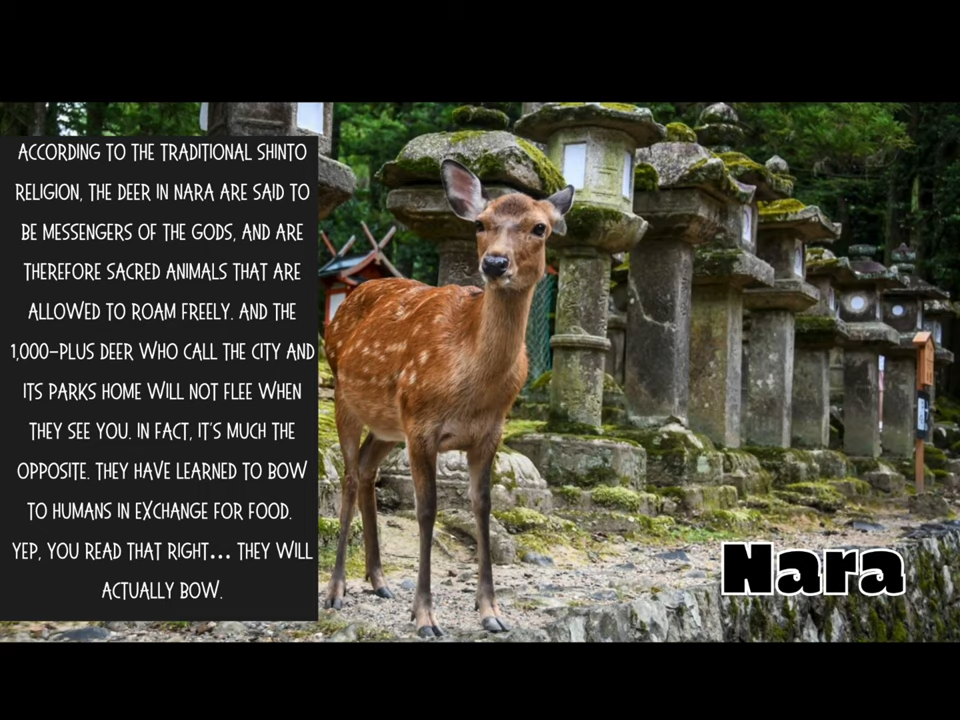 ACCORDING TO THE TRADITIONAL SHINTO
RELIGION, THE DEER IN NARA ARE SAID TO
BE MESSENGERS OF THE GODS, AND ARE
THEREFORE SACRED ANIMALS THAT ARE
ALLOWED TO ROAM FREELY. AND THE
1,000-PLUS DEER WHO CALL THE CITY AND
ITS PARKS HOME WILL NOT FLEE WHEN
THEY SEE YOU. IN FACT, IT'S MUCH THE
OPPOSITE. THEY HAVE LEARNED TO BOW
TO HUMANS IN EXCHANGE FOR FOOD.
YEP, YOU READ THAT RIGHT... THEY WILL
ACTUALLY BOW.
Nara